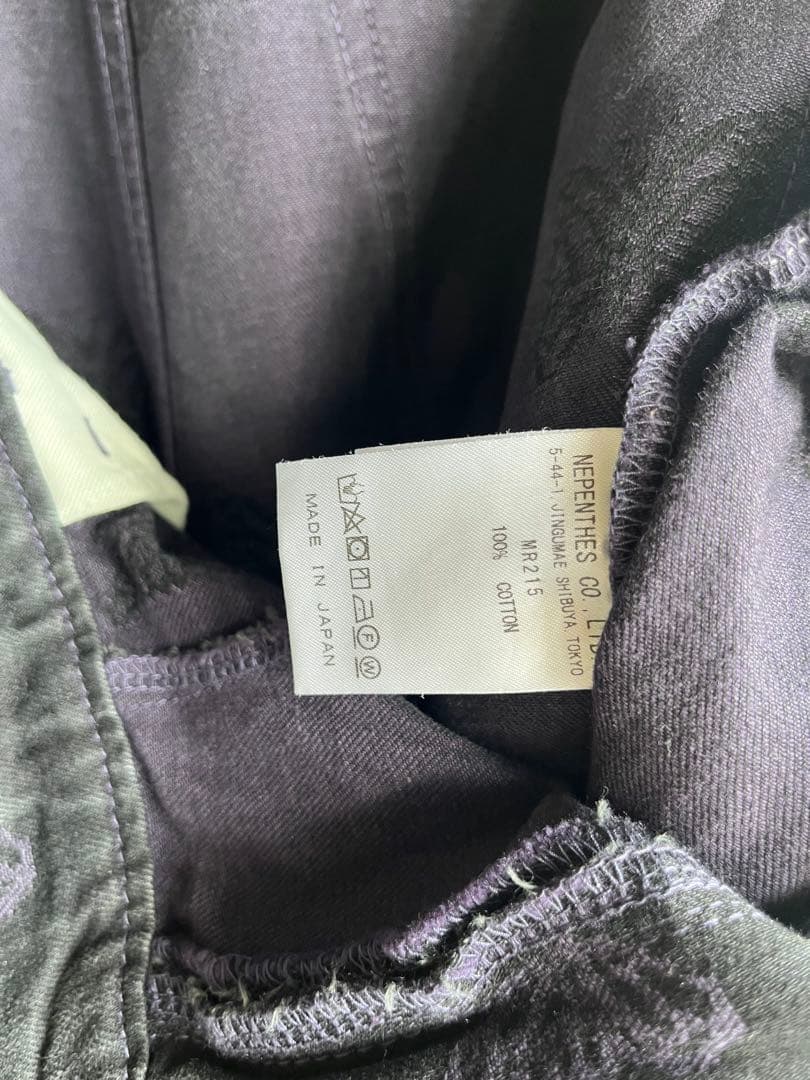 NEPENTHES CO., LTD.
5-44-1, JINGUMAE SHIBUYA TOKYO
MR215
100% COTTON
F
W
MADE IN JAPAN